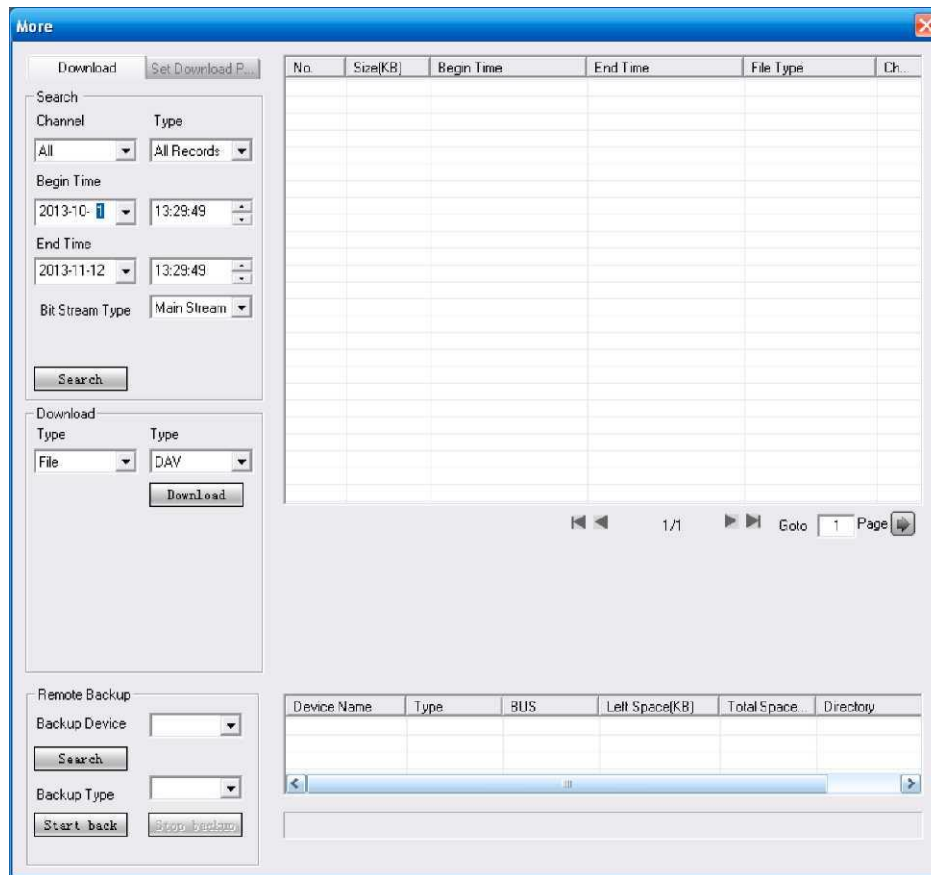 More
Download Set Download P...
Search
Channel Type
All All Records
Begin Time
2013-10- 1 13:29:49
End Time
2013-11-12 13:29:49
Bit Stream Type Main Stream
Search
Download
Type Type
File DAV
Download
Remote Backup
Backup Device
Search
Backup Type
Start back Stop backup
No. Size(KB) Begin Time End Time File Type Ch..
1/1 Goto 1 Page
Device Name Type BUS Left Space(KB) Total Space... Directory